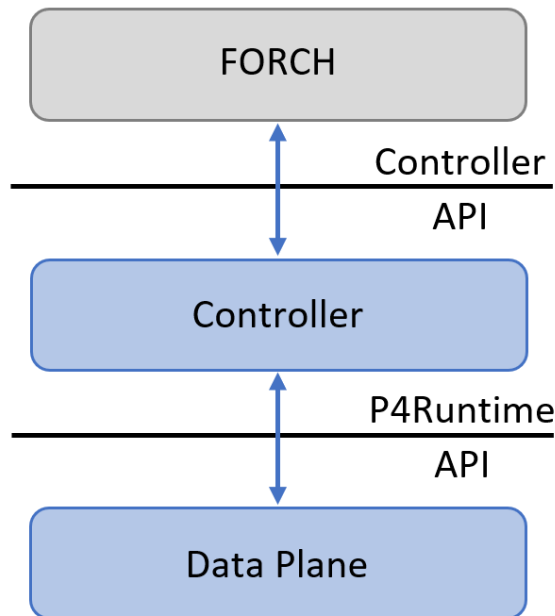 FORCH
Controller
API
Controller
P4Runtime
API
Data Plane